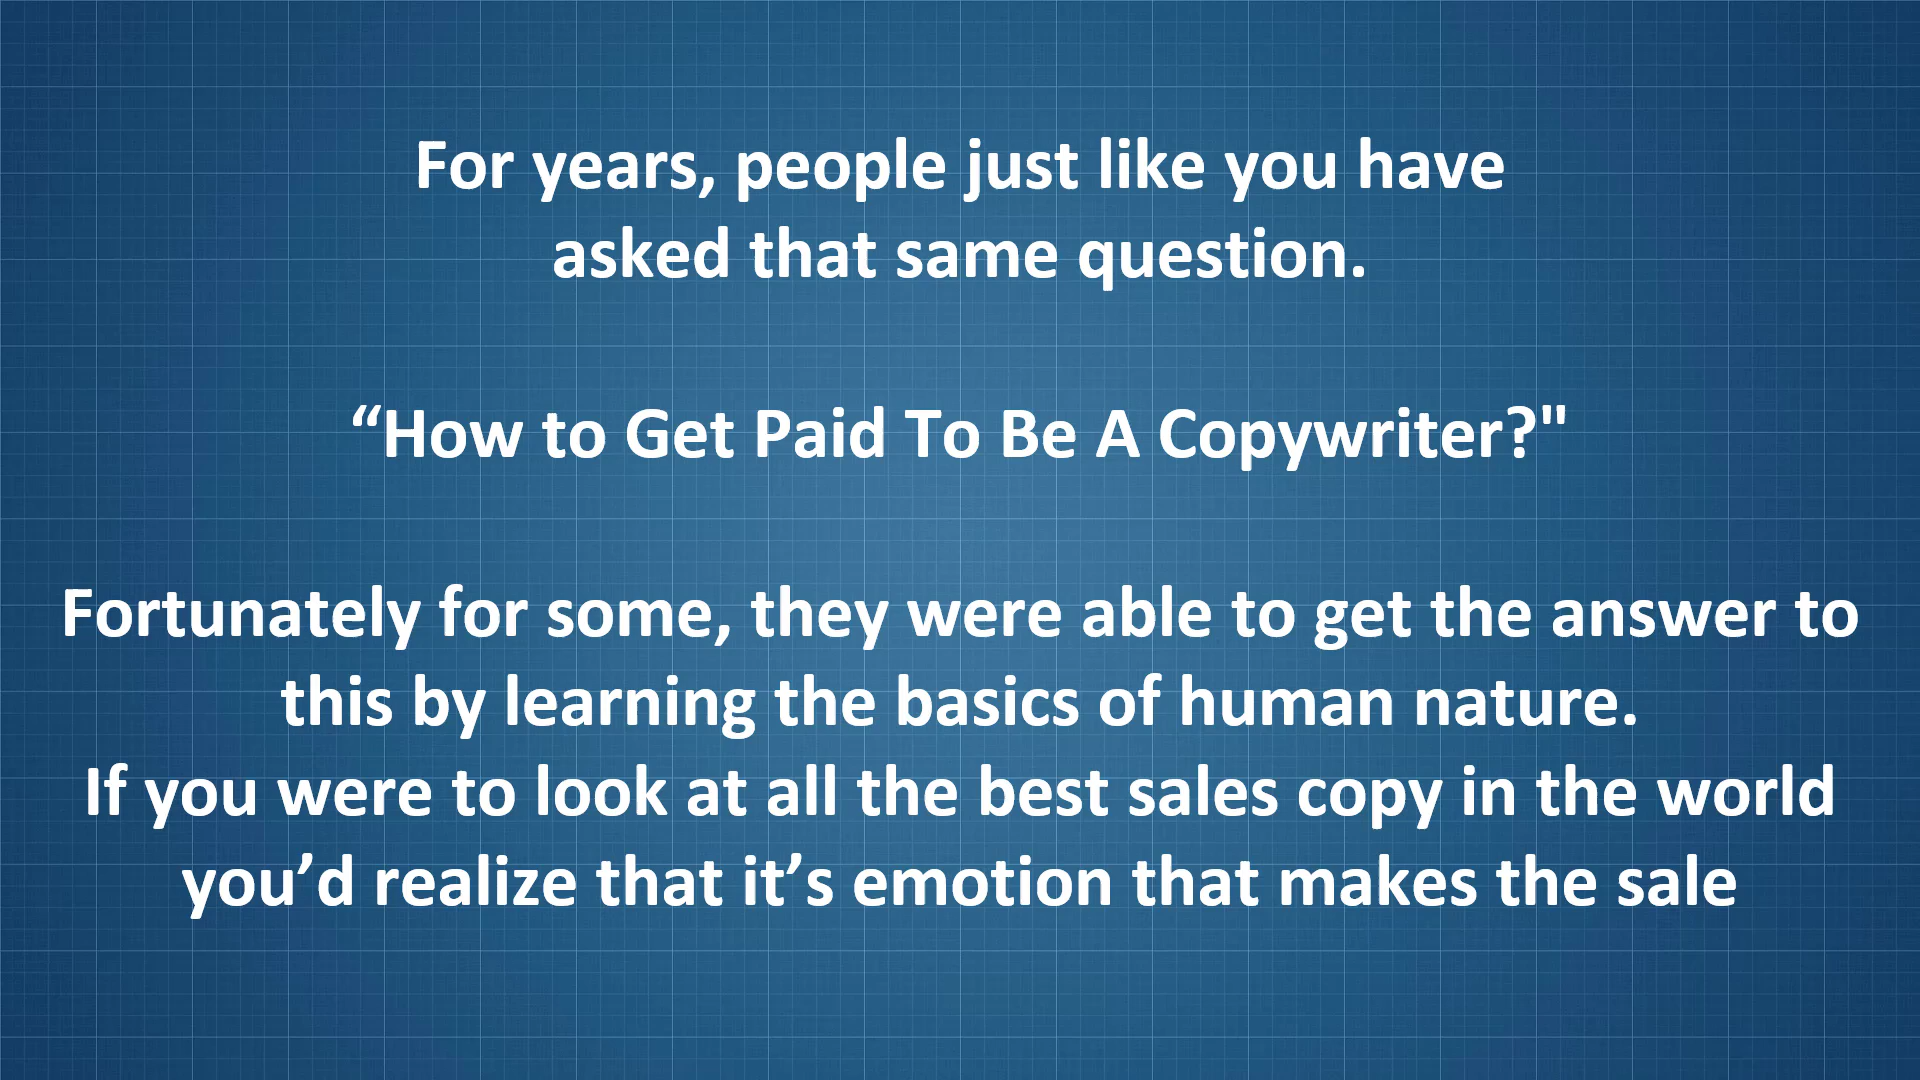 For years, people just like you have
asked that same question.
“How to Get Paid To Be A Copywriter?"
Fortunately for some, they were able to get the answer to
this by learning the basics of human nature.
If you were to look at all the best sales copy in the world
you’d realize that it’s emotion that makes the sale